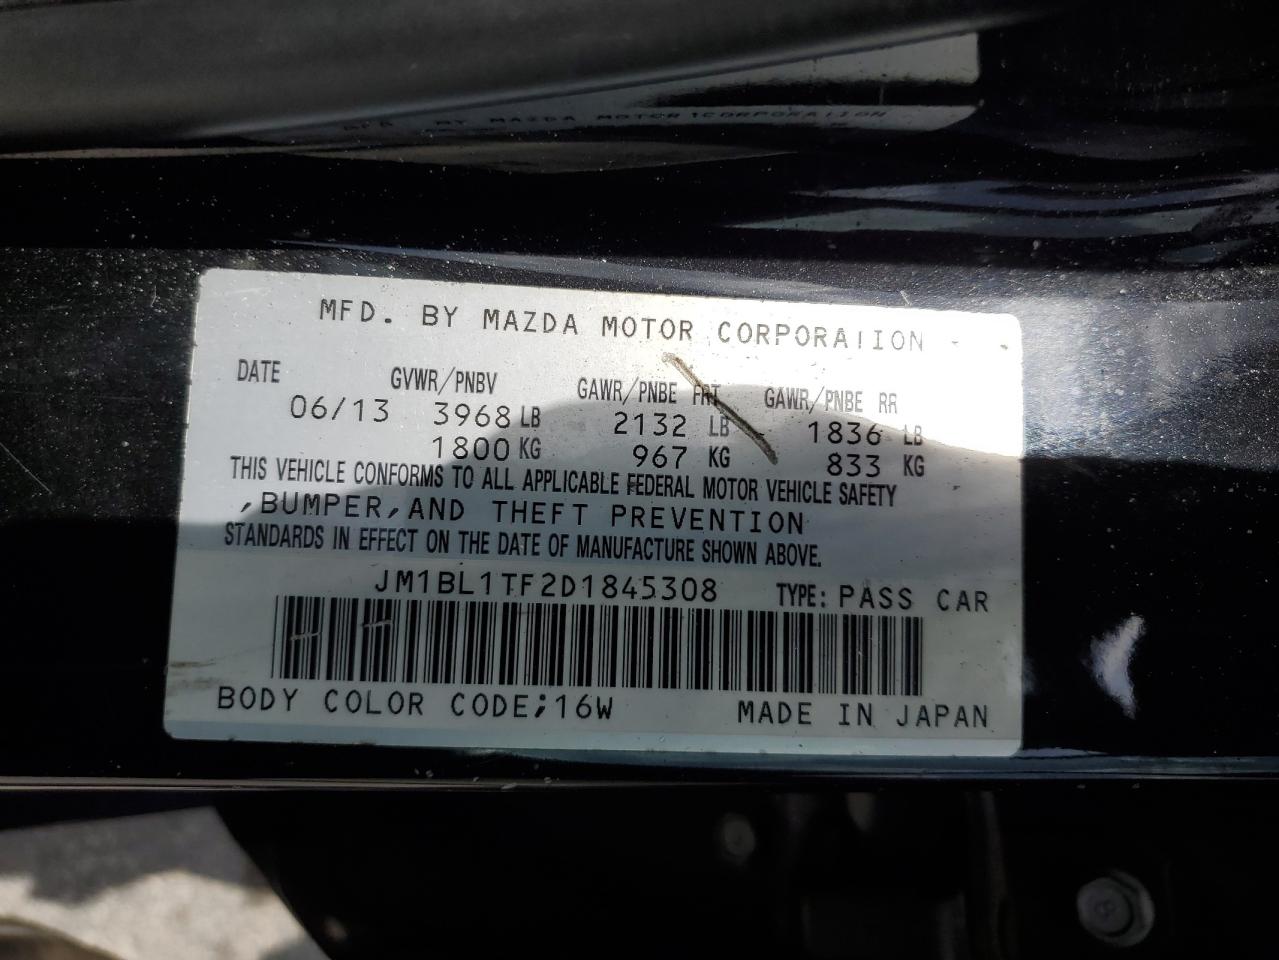 MFD. BY MAZDA MOTOR CORPORATION
DATE GVWR/PNBV GAWR/PNBE FRT GAWR/PNBE RR
06/13 3968 LB 2132 LB 1836 LB
1800 KG 967 KG 833 KG
THIS VEHICLE CONFORMS TO ALL APPLICABLE FEDERAL MOTOR VEHICLE SAFETY
,BUMPER,AND THEFT PREVENTION
STANDARDS IN EFFECT ON THE DATE OF MANUFACTURE SHOWN ABOVE.
JM1BL1TF2D1845308 TYPE: PASS CAR
BODY COLOR CODE;16W MADE IN JAPAN